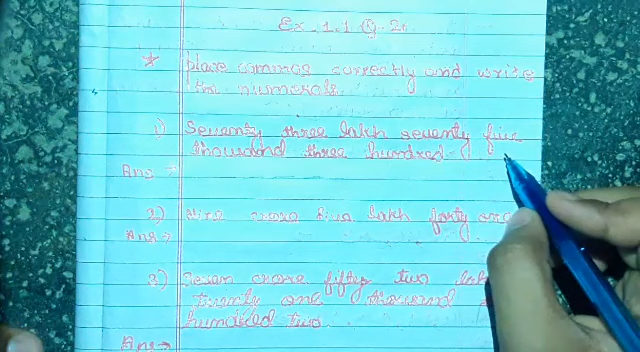 Ex. 1.1 Q. 2.
* place commas correctly and write
the numerals.
1) Seventy three lakh seventy five
thousand three hundred
Ans →
2) Nine crore five lakh forty one
Ans →
3) Seven crore fifty two
twenty one thousand
hundred two.
Ans →